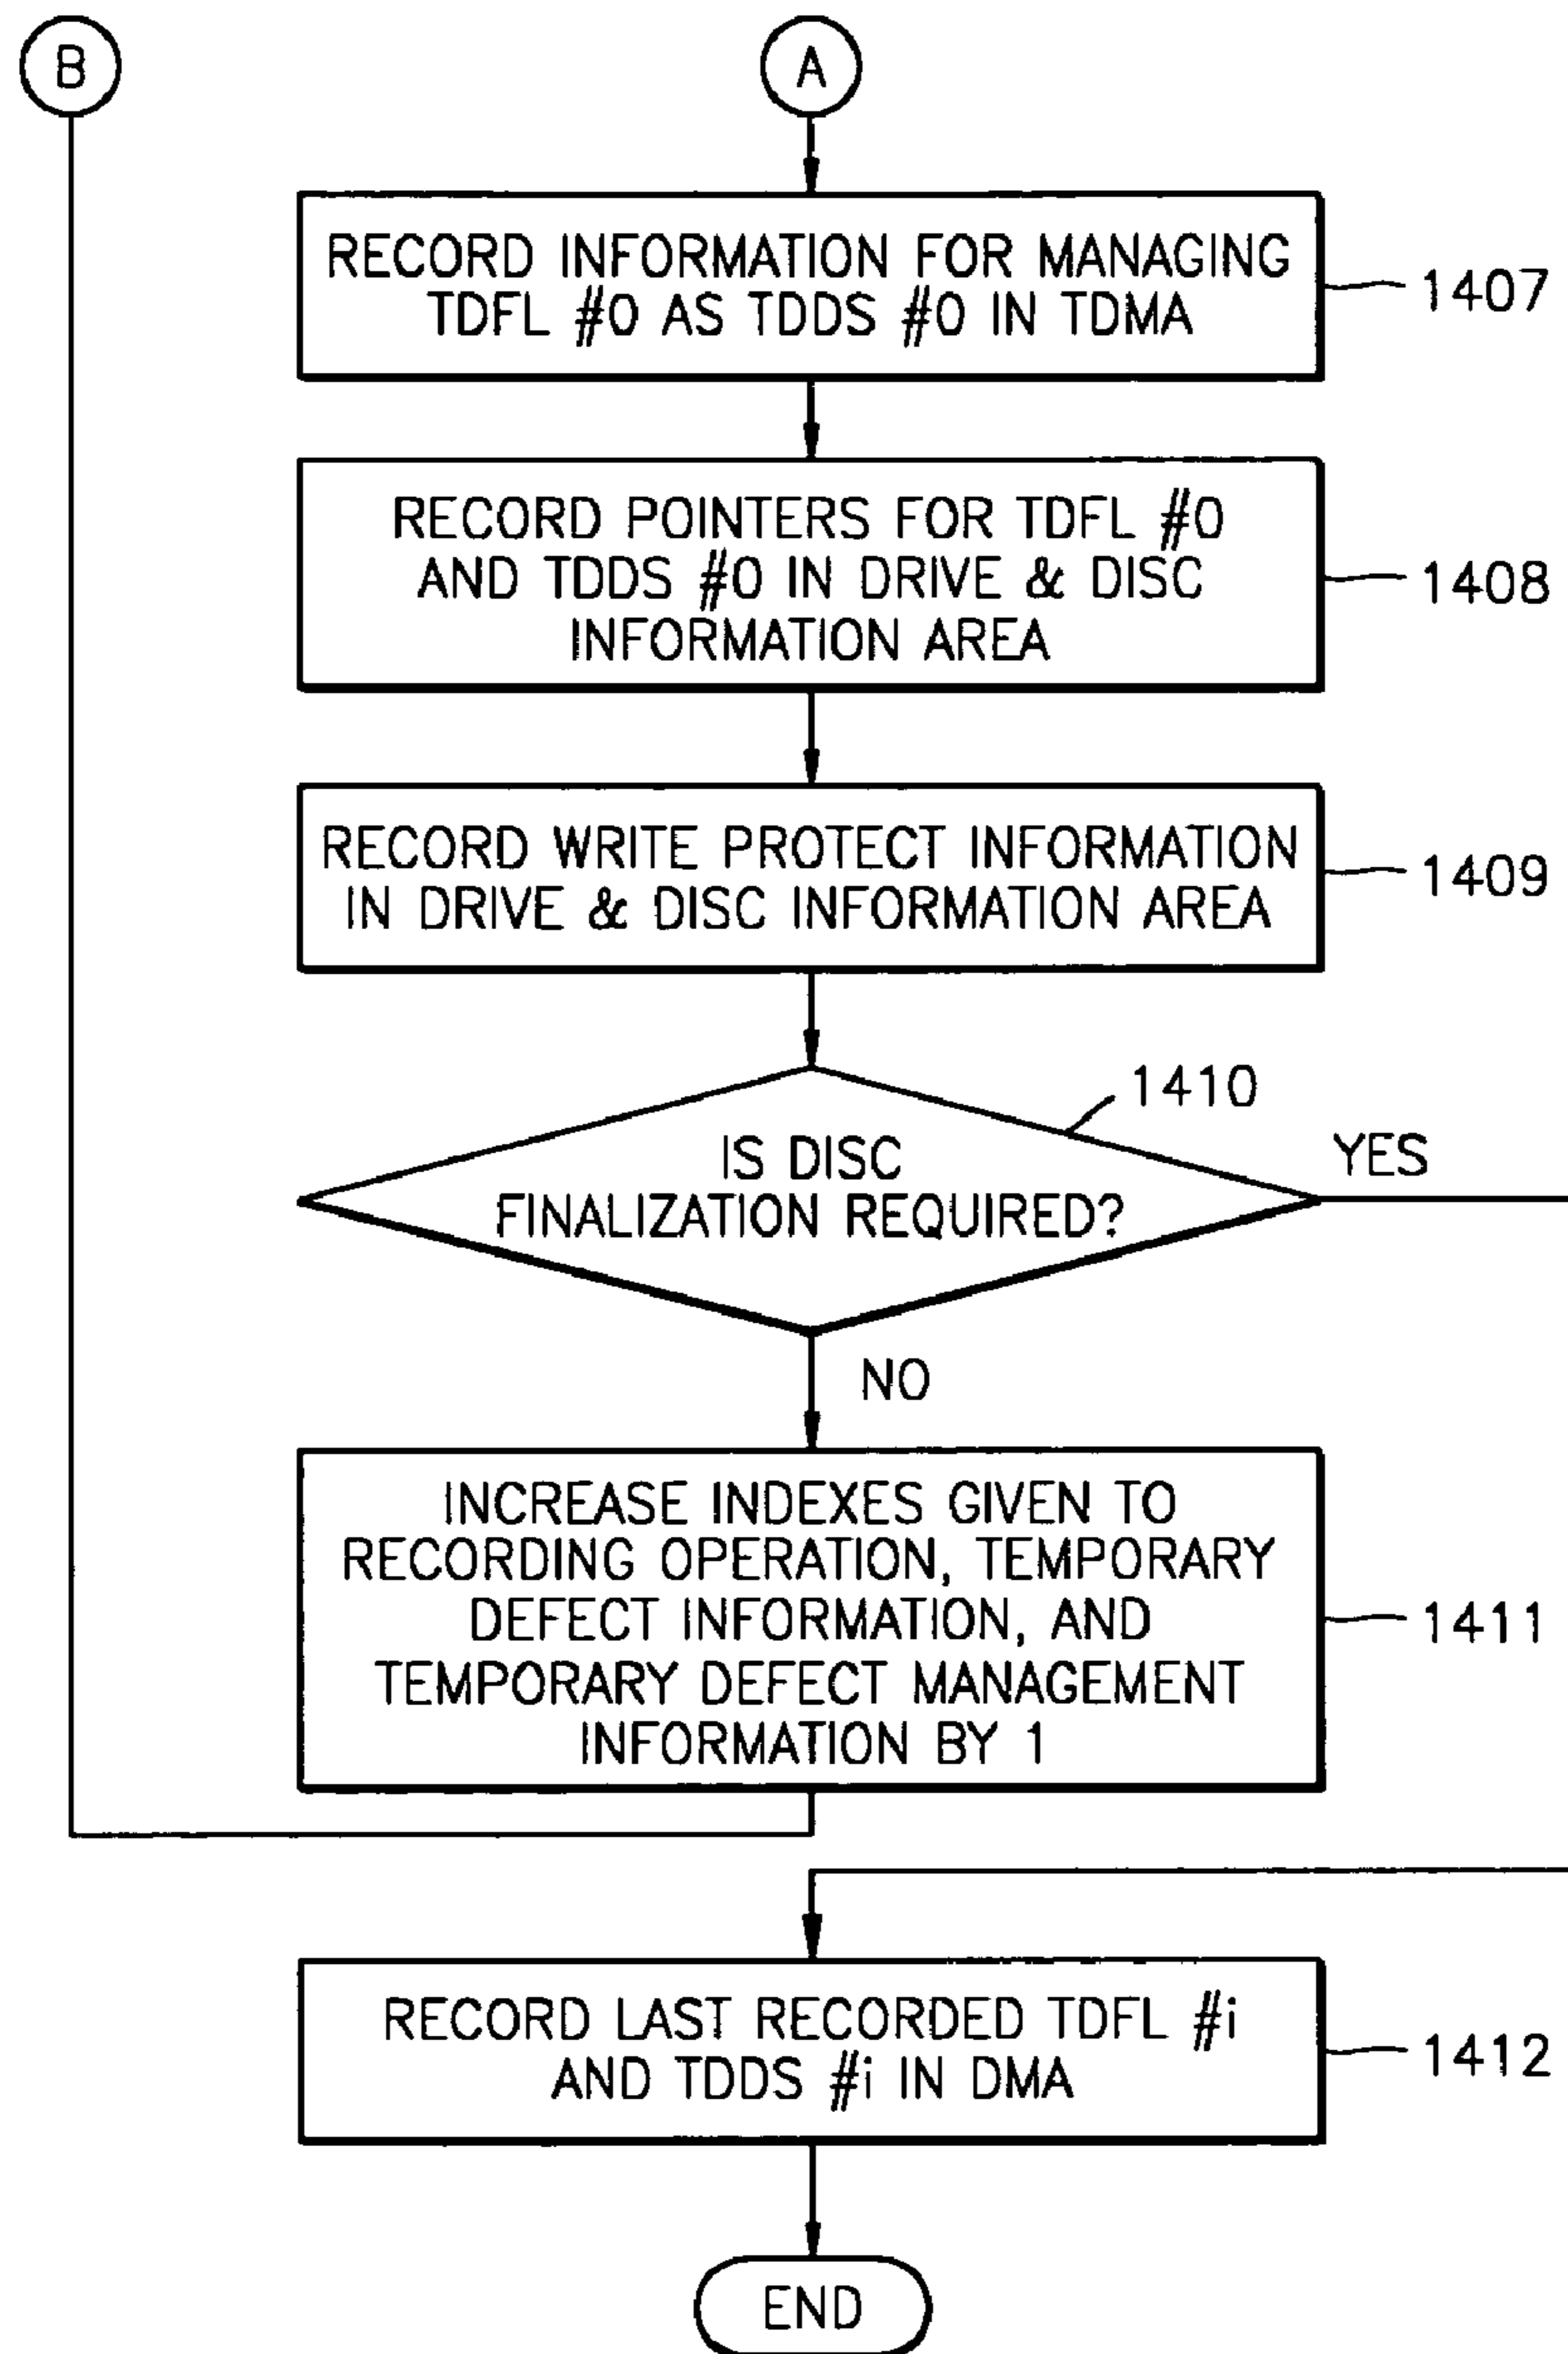 B
A
RECORD INFORMATION FOR MANAGING
TDFL #0 AS TDDS #0 IN TDMA
1407
RECORD POINTERS FOR TDFL #0
AND TDDS #0 IN DRIVE & DISC
INFORMATION AREA
1408
RECORD WRITE PROTECT INFORMATION
IN DRIVE & DISC INFORMATION AREA
1409
1410
IS DISC
FINALIZATION REQUIRED?
YES
NO
INCREASE INDEXES GIVEN TO
RECORDING OPERATION, TEMPORARY
DEFECT INFORMATION, AND
TEMPORARY DEFECT MANAGEMENT
INFORMATION BY 1
1411
RECORD LAST RECORDED TDFL #i
AND TDDS #i IN DMA
1412
END